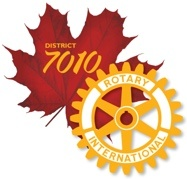 DISTRICT
7010
ROTARY
INTERNATIONAL